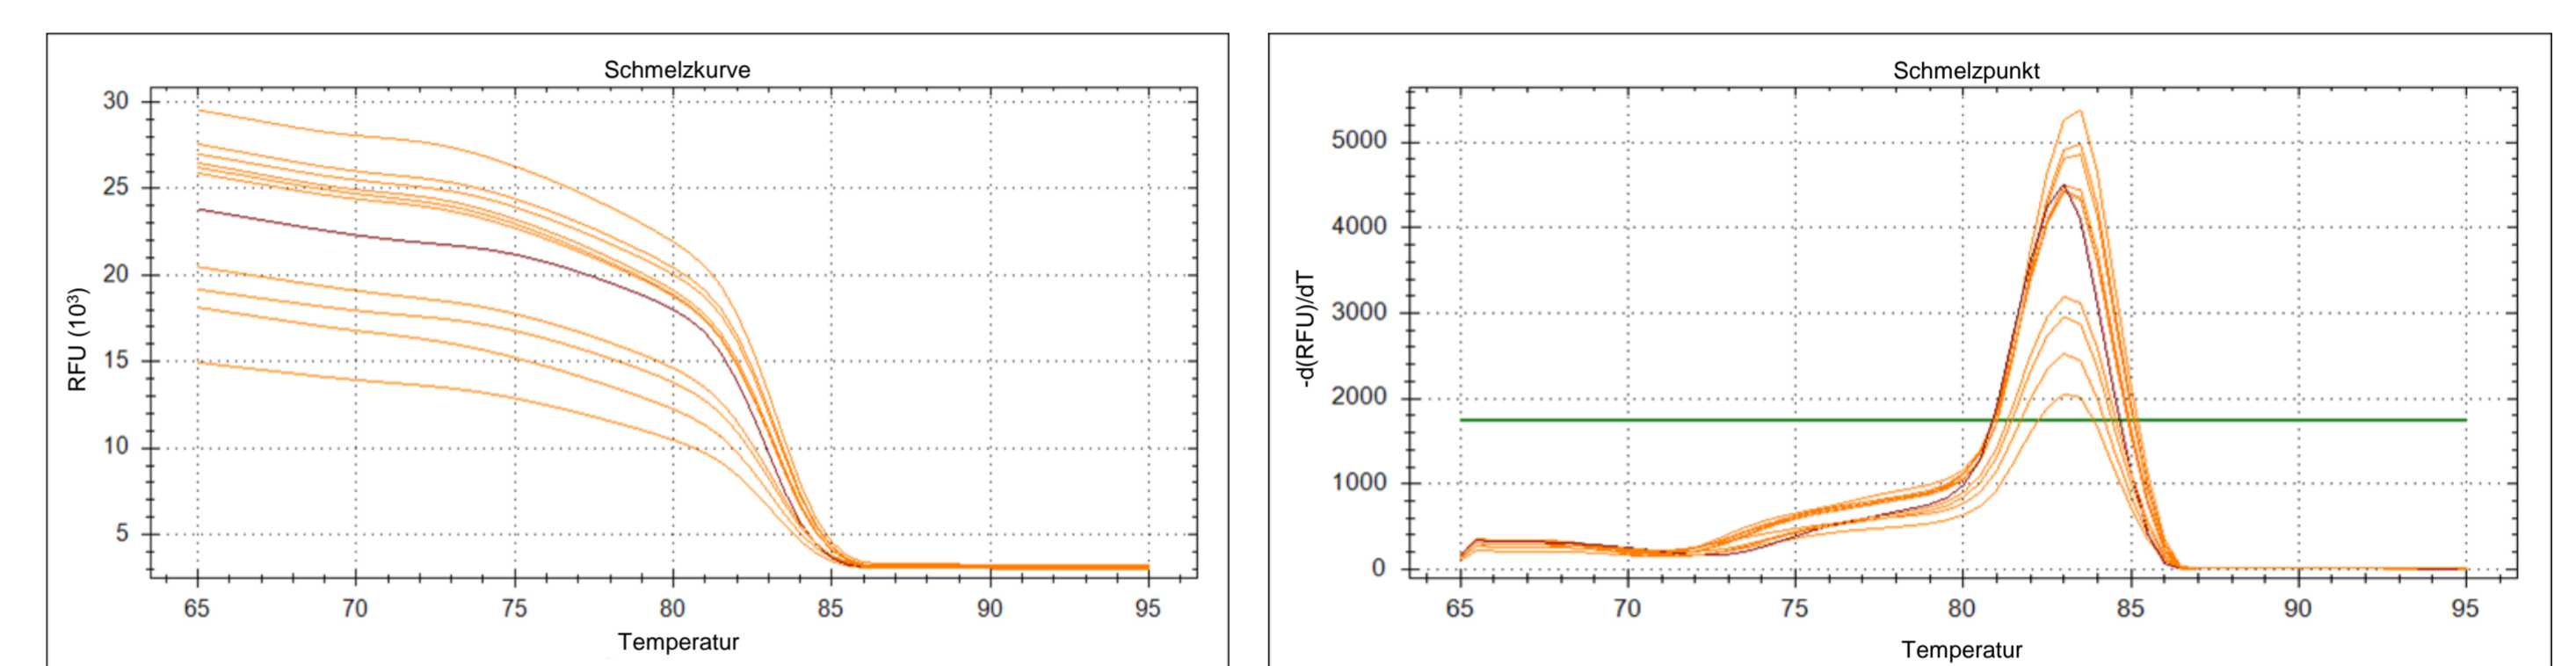 Schmelzkurve
RFU (10³)
30
25
20
15
10
5
65 70 75 80 85 90 95
Temperatur
Schmelzpunkt
-d(RFU)/dT
5000
4000
3000
2000
1000
0
65 70 75 80 85 90 95
Temperatur